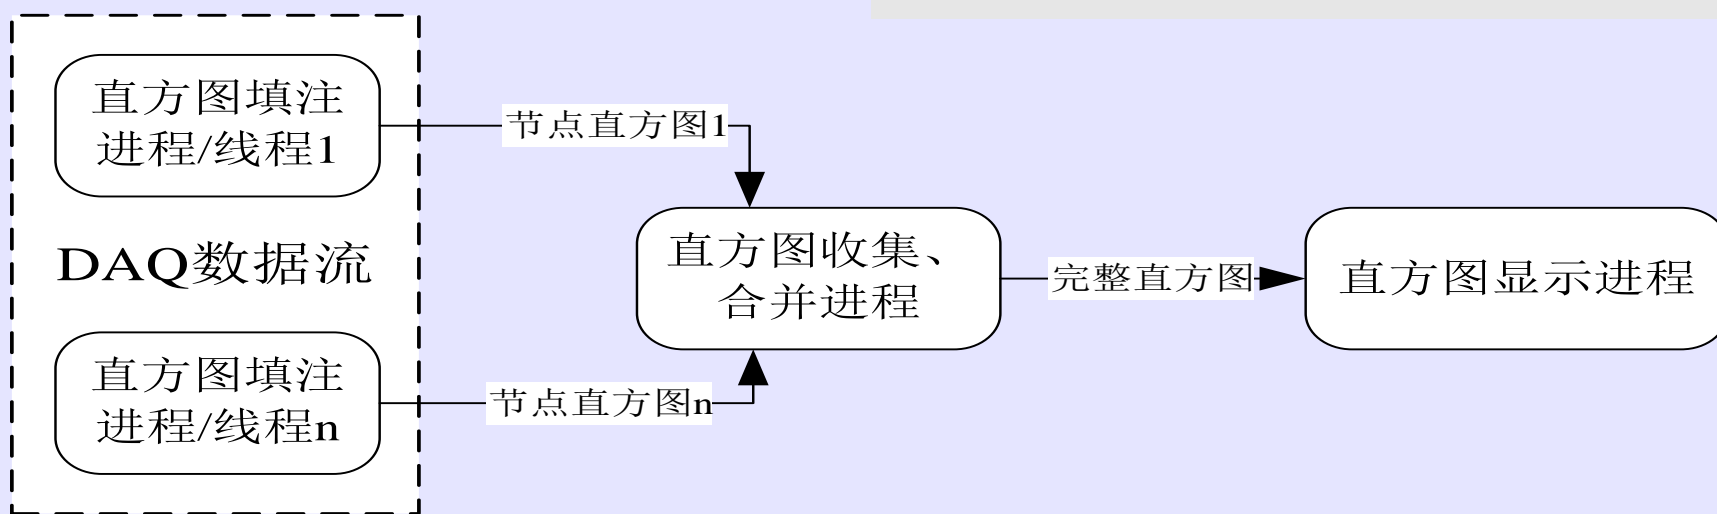 直方图填注
进程/线程1
节点直方图1
DAQ数据流
直方图收集、
合并进程
完整直方图
直方图显示进程
直方图填注
进程/线程n
节点直方图n